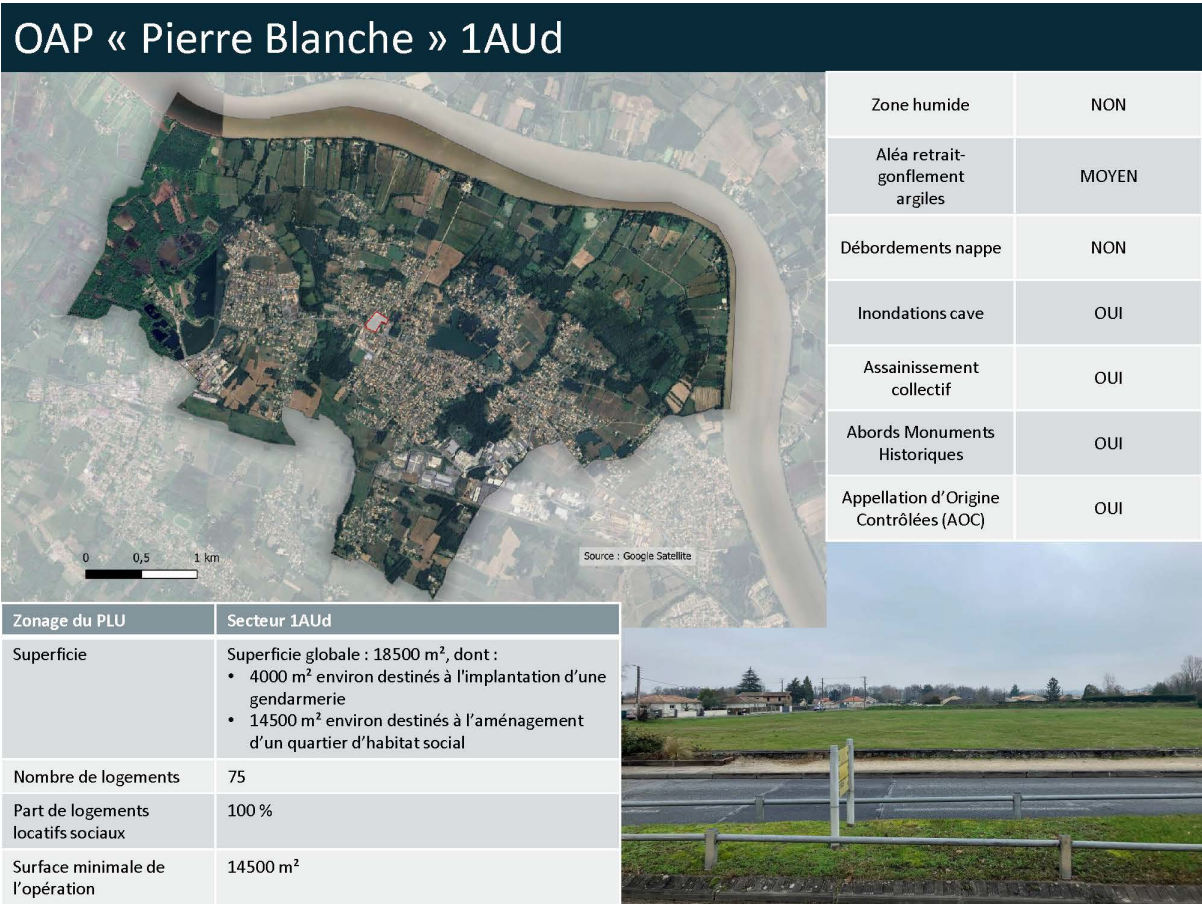 OAP « Pierre Blanche » 1AUd
Zone humide
NON
Aléa retrait-
gonflement
argiles
MOYEN
Débordements nappe
NON
Inondations cave
OUI
Assainissement
collectif
OUI
Abords Monuments
Historiques
OUI
Appellation d’Origine
Contrôlées (AOC)
OUI
0 0,5 1 km
Source : Google Satellite
Zonage du PLU
Secteur 1AUd
Superficie
Superficie globale : 18500 m², dont :
• 4000 m² environ destinés à l'implantation d’une
gendarmerie
• 14500 m² environ destinés à l’aménagement
d’un quartier d’habitat social
Nombre de logements
75
Part de logements
locatifs sociaux
100 %
Surface minimale de
l’opération
14500 m²